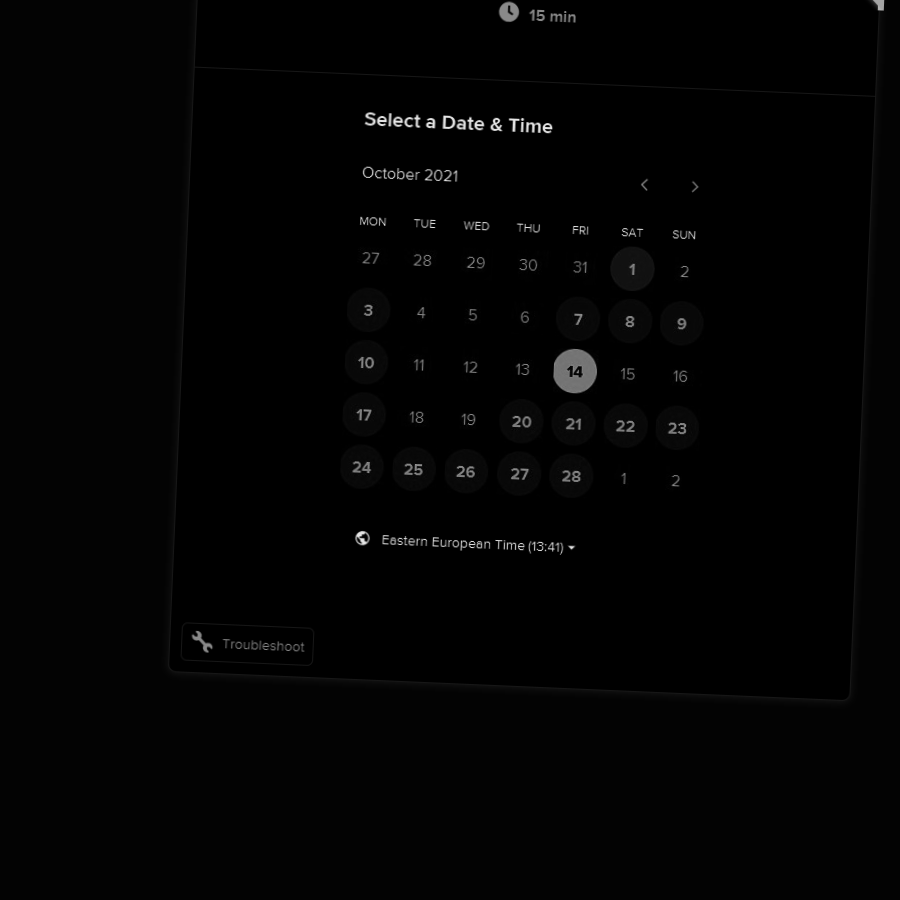 15 min
Select a Date & Time
October 2021
MON TUE WED THU FRI SAT SUN
27 28 29 30 31 1 2
3 4 5 6 7 8 9
10 11 12 13 14 15 16
17 18 19 20 21 22 23
24 25 26 27 28 1 2
Eastern European Time (13:41)
Troubleshoot